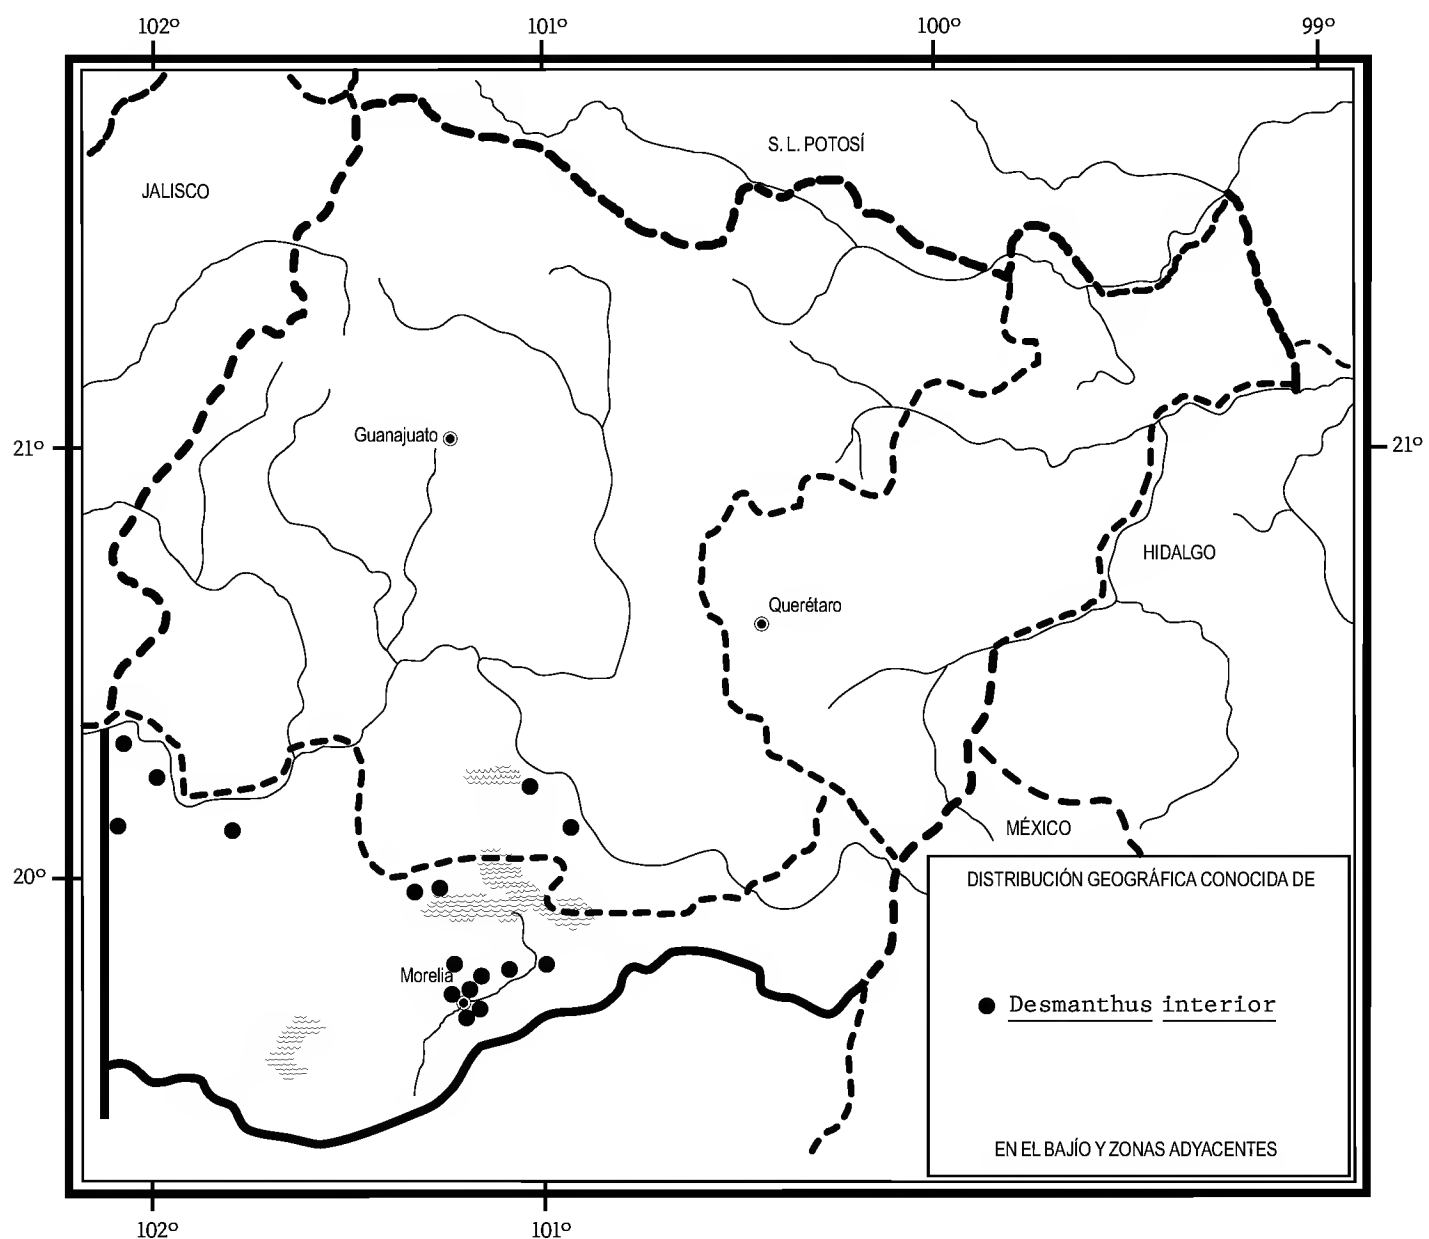 102º 101º 100º 99º
S. L. POTOSÍ
JALISCO
Guanajuato
21º 21º
HIDALGO
Querétaro
MÉXICO
20º
DISTRIBUCIÓN GEOGRÁFICA CONOCIDA DE
Morelia
Desmanthus interior
EN EL BAJÍO Y ZONAS ADYACENTES
102º 101º